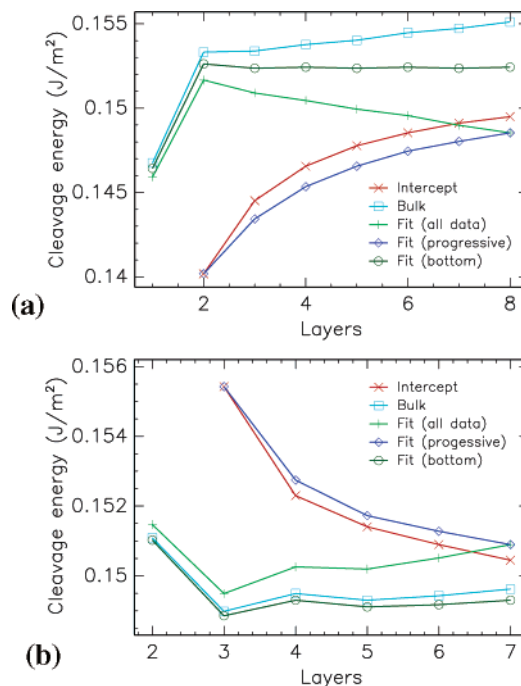 0.155
0.15
0.145
0.14
Cleavage energy (J/m²)
Intercept
Bulk
Fit (all data)
Fit (progressive)
Fit (bottom)
2
4
6
8
Layers
(a)
0.156
0.154
0.152
0.15
Cleavage energy (J/m²)
Intercept
Bulk
Fit (all data)
Fit (progessive)
Fit (bottom)
2
3
4
5
6
7
Layers
(b)